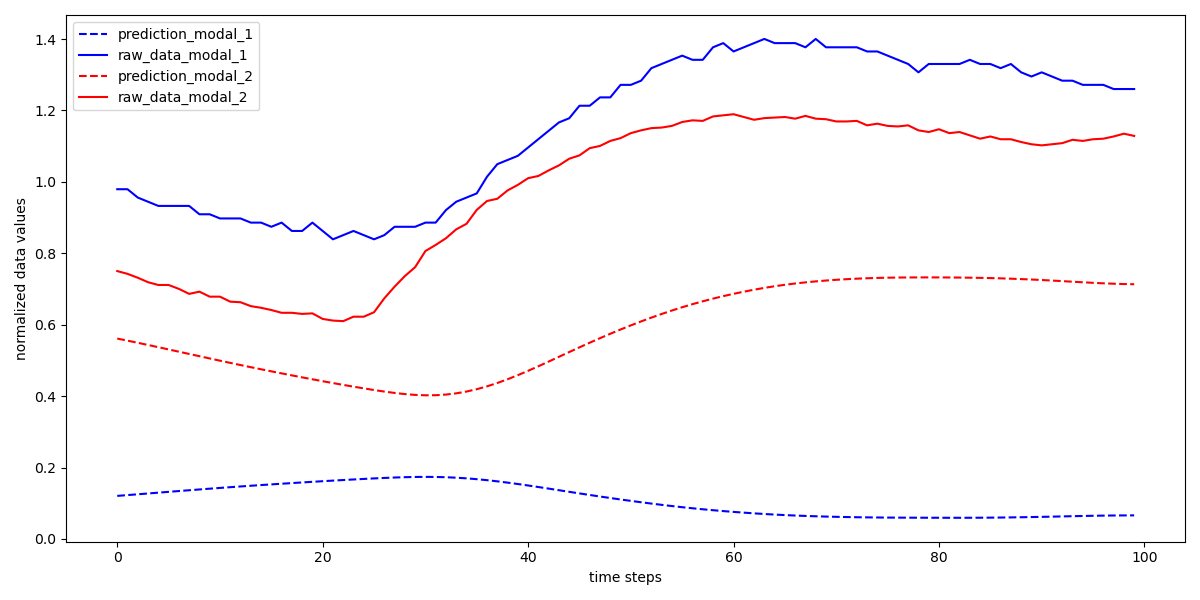 prediction_modal_1
raw_data_modal_1
prediction_modal_2
raw_data_modal_2
normalized data values
1.4
1.2
1.0
0.8
0.6
0.4
0.2
0.0
0 20 40 60 80 100
time steps